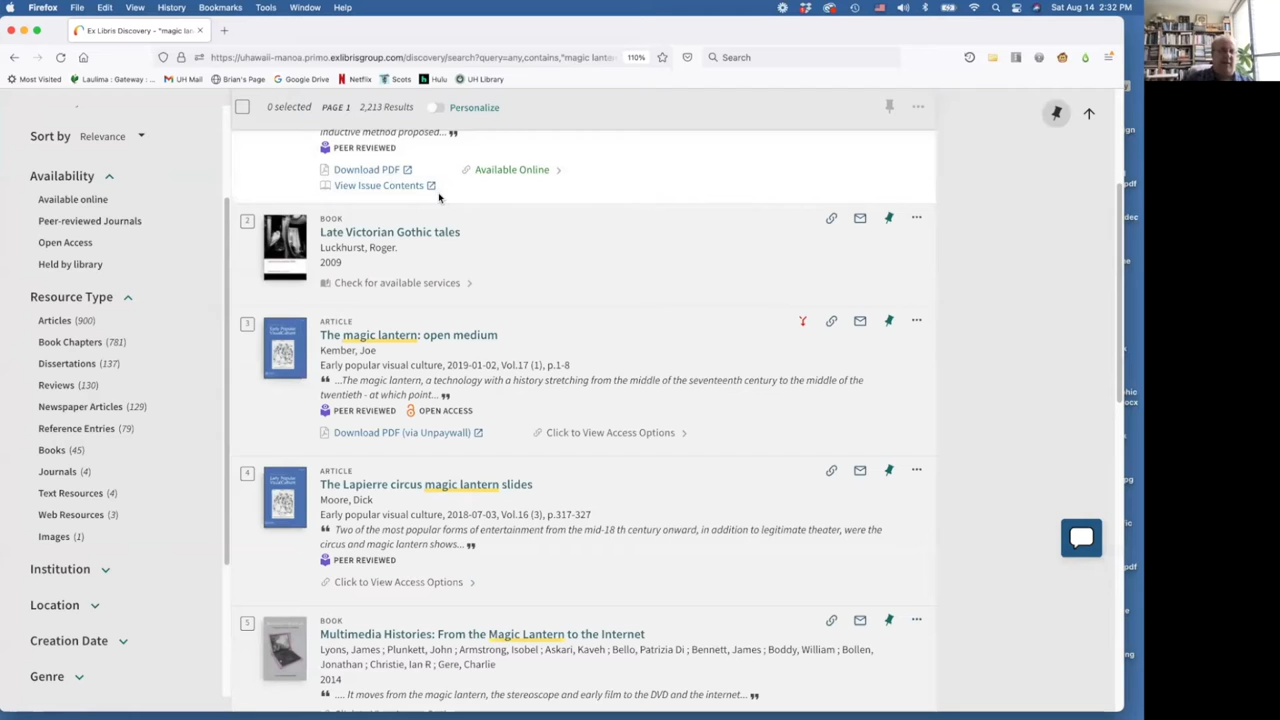 Firefox File Edit View History Bookmarks Tools Window Help Sat Aug 14 2:32 PM
Ex Libris Discovery - "magic lan
https://uhawaii-manoa.primo.exlibrisgroup.com/discovery/search?query=any,contains,"magic lanter 110% Search
Most Visited Laulima : Gateway : ... UH Mail Brian's Page Google Drive Netflix Scots Hulu UH Library
0 selected PAGE 1 2,213 Results Personalize
Sort by Relevance
Availability
Available online
Peer-reviewed Journals
Open Access
Held by library
Resource Type
Articles (900)
Book Chapters (781)
Dissertations (137)
Reviews (130)
Newspaper Articles (129)
Reference Entries (79)
Books (45)
Journals (4)
Text Resources (4)
Web Resources (3)
Images (1)
Institution
Location
Creation Date
Genre
inductive method proposed... ❞
PEER REVIEWED
Download PDF Available Online
View Issue Contents
2
BOOK
Late Victorian Gothic tales
Luckhurst, Roger.
2009
Check for available services
3
ARTICLE
The magic lantern: open medium
Kember, Joe
Early popular visual culture, 2019-01-02, Vol.17 (1), p.1-8
❝ ...The magic lantern, a technology with a history stretching from the middle of the seventeenth century to the middle of the
twentieth - at which point... ❞
PEER REVIEWED OPEN ACCESS
Download PDF (via Unpaywall) Click to View Access Options
4
ARTICLE
The Lapierre circus magic lantern slides
Moore, Dick
Early popular visual culture, 2018-07-03, Vol.16 (3), p.317-327
❝ Two of the most popular forms of entertainment from the mid-18 th century onward, in addition to legitimate theater, were the
circus and magic lantern shows... ❞
PEER REVIEWED
Click to View Access Options
5
BOOK
Multimedia Histories: From the Magic Lantern to the Internet
Lyons, James ; Plunkett, John ; Armstrong, Isobel ; Askari, Kaveh ; Bello, Patrizia Di ; Bennett, James ; Boddy, William ; Bollen,
Jonathan ; Christie, Ian R ; Gere, Charlie
2014
❝ .... It moves from the magic lantern, the stereoscope and early film to the DVD and the internet... ❞